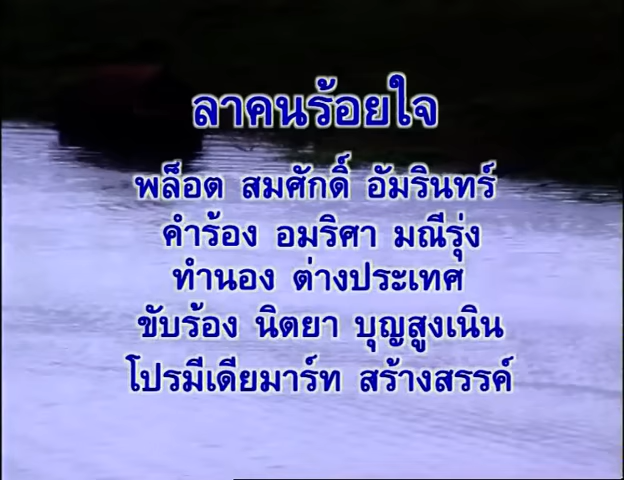 ลาคนร้อยใจ
พล็อต สมศักดิ์ อัมรินทร์
คำร้อง อมริศา มณีรุ่ง
ทำนอง ต่างประเทศ
ขับร้อง นิตยา บุญสูงเนิน
โปรมีเดียมาร์ท สร้างสรรค์